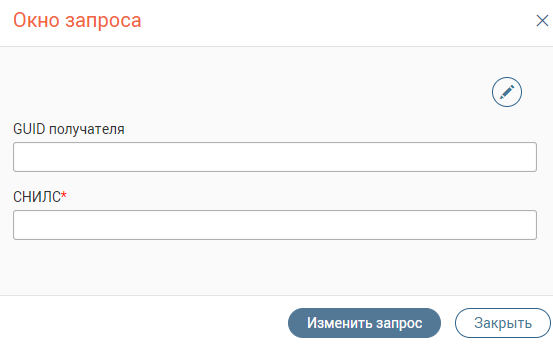 Окно запроса
GUID получателя
СНИЛС*
Изменить запрос
Закрыть